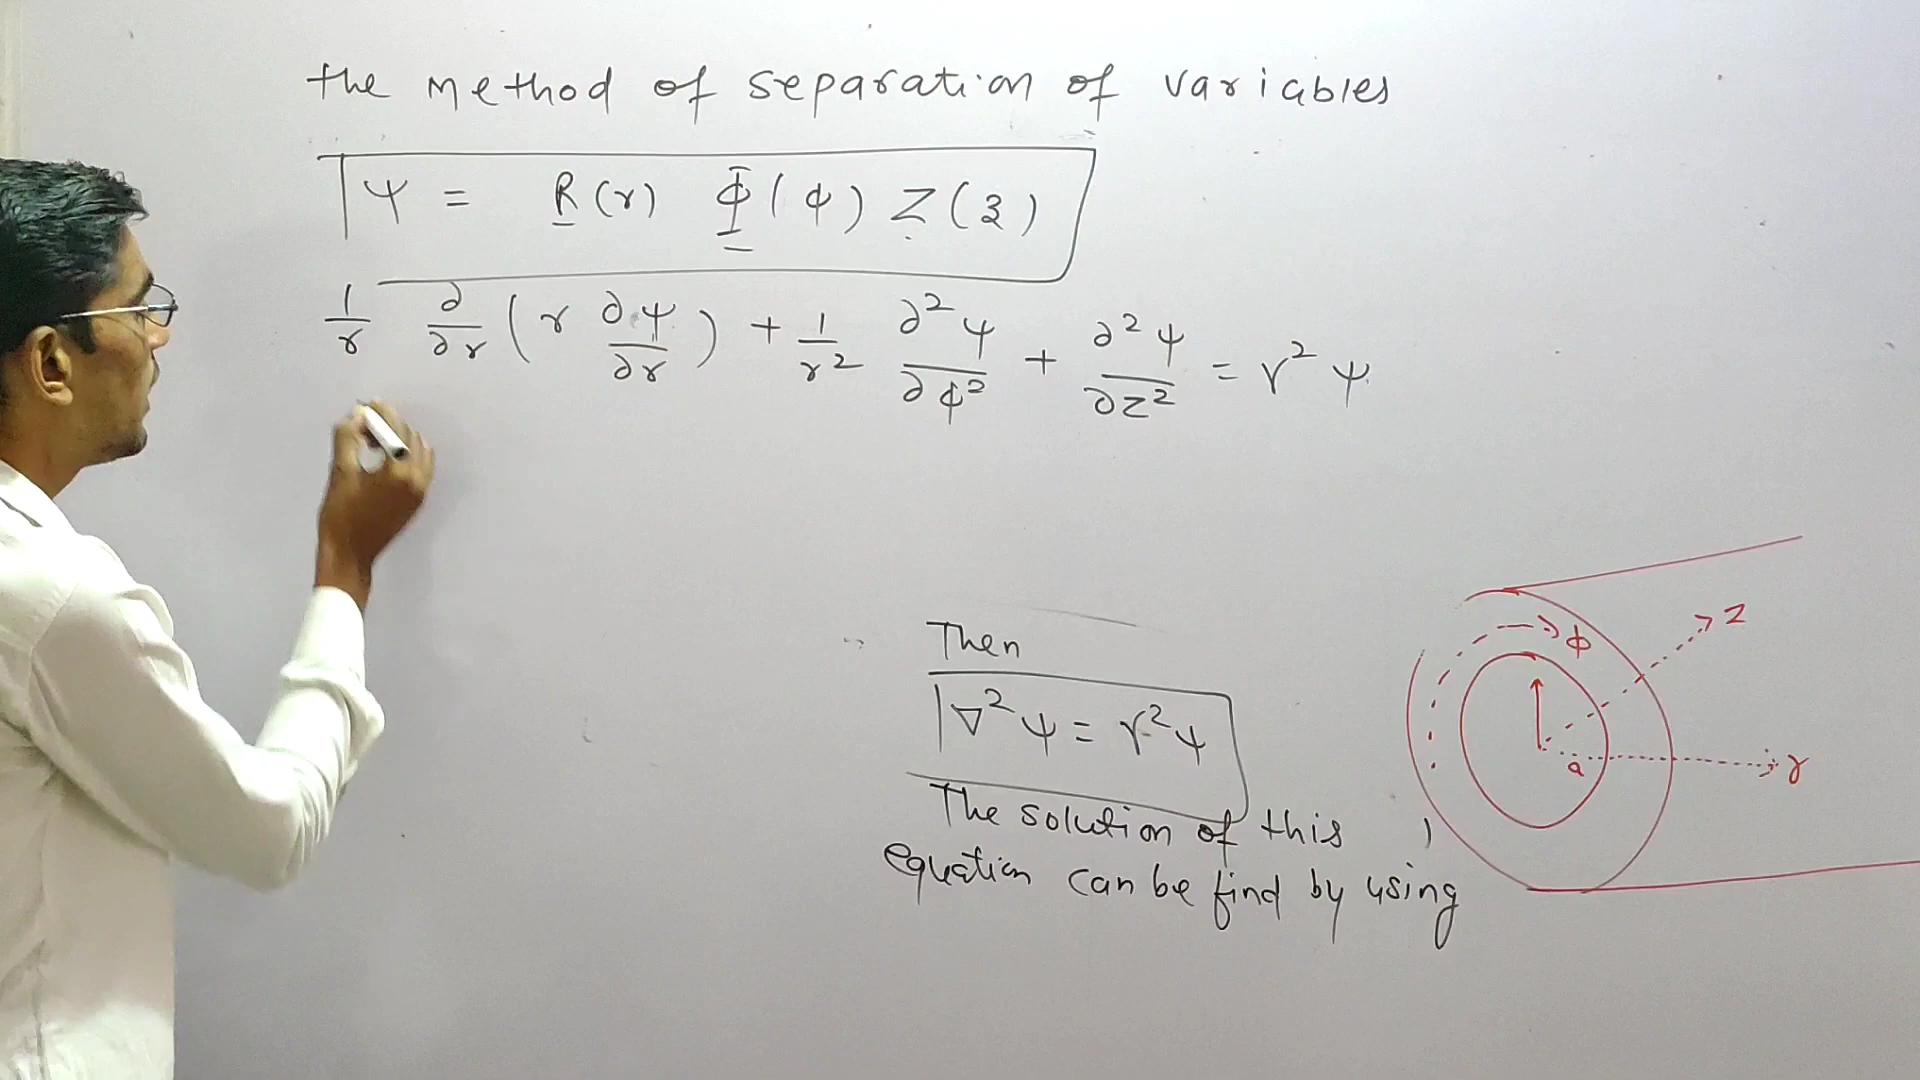 the method of separation of variables
Ψ = R(r) Φ(φ) Z(z)
1/r ∂/∂r (r ∂Ψ/∂r) + 1/r² ∂²Ψ/∂φ² + ∂²Ψ/∂z² = γ² Ψ
Then
∇²Ψ = γ²Ψ
The solution of this
equation can be find by using
φ
z
a
r